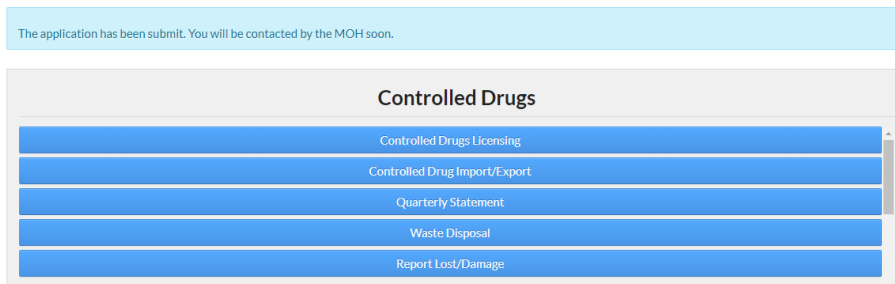 The application has been submit. You will be contacted by the MOH soon.
Controlled Drugs
Controlled Drugs Licensing
Controlled Drug Import/Export
Quarterly Statement
Waste Disposal
Report Lost/Damage